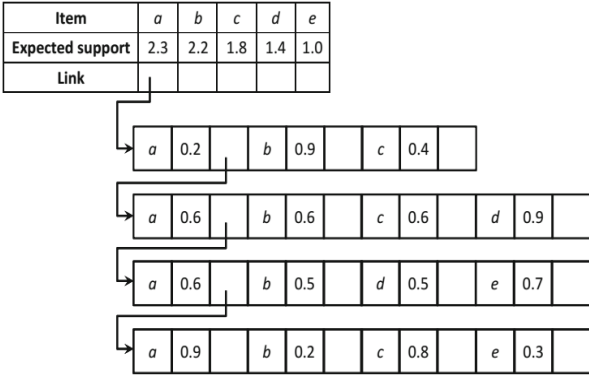 Item a b c d e
Expected support 2.3 2.2 1.8 1.4 1.0
Link
a 0.2 b 0.9 c 0.4
a 0.6 b 0.6 c 0.6 d 0.9
a 0.6 b 0.5 d 0.5 e 0.7
a 0.9 b 0.2 c 0.8 e 0.3